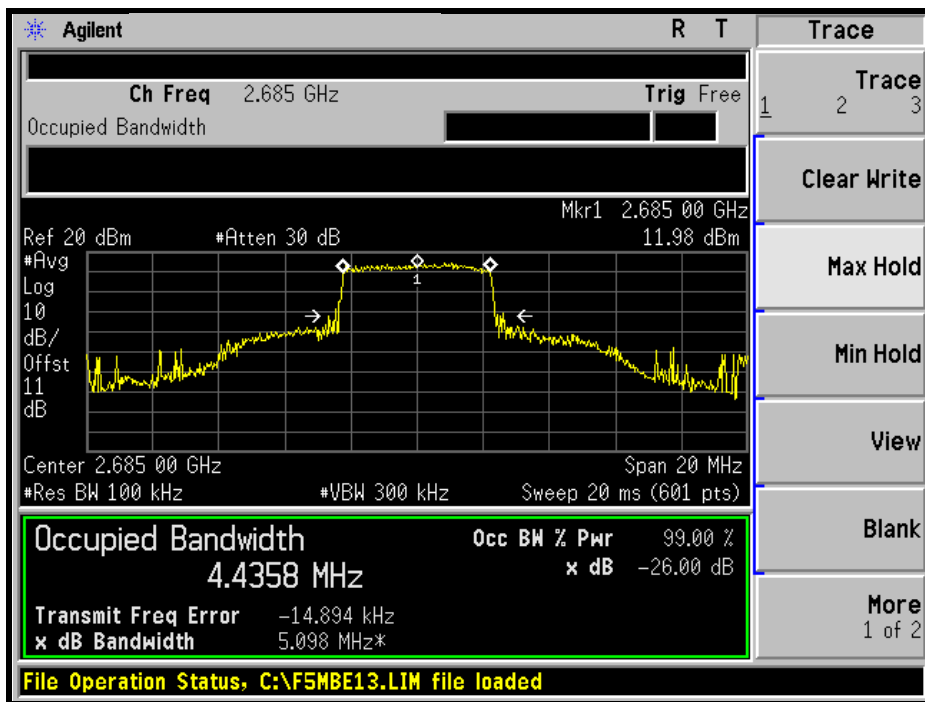 Agilent
R T
Trace
Ch Freq 2.685 GHz
Trig Free
Occupied Bandwidth
Trace
1 2 3
Clear Write
Max Hold
Min Hold
View
Blank
More
1 of 2
Mkr1 2.685 00 GHz
Ref 20 dBm #Atten 30 dB 11.98 dBm
#Avg
Log
10
dB/
Offst
11
dB
1
Center 2.685 00 GHz Span 20 MHz
#Res BW 100 kHz #VBW 300 kHz Sweep 20 ms (601 pts)
Occupied Bandwidth
4.4358 MHz
Occ BW % Pwr 99.00 %
x dB -26.00 dB
Transmit Freq Error -14.894 kHz
x dB Bandwidth 5.098 MHz*
File Operation Status, C:\F5MBE13.LIM file loaded